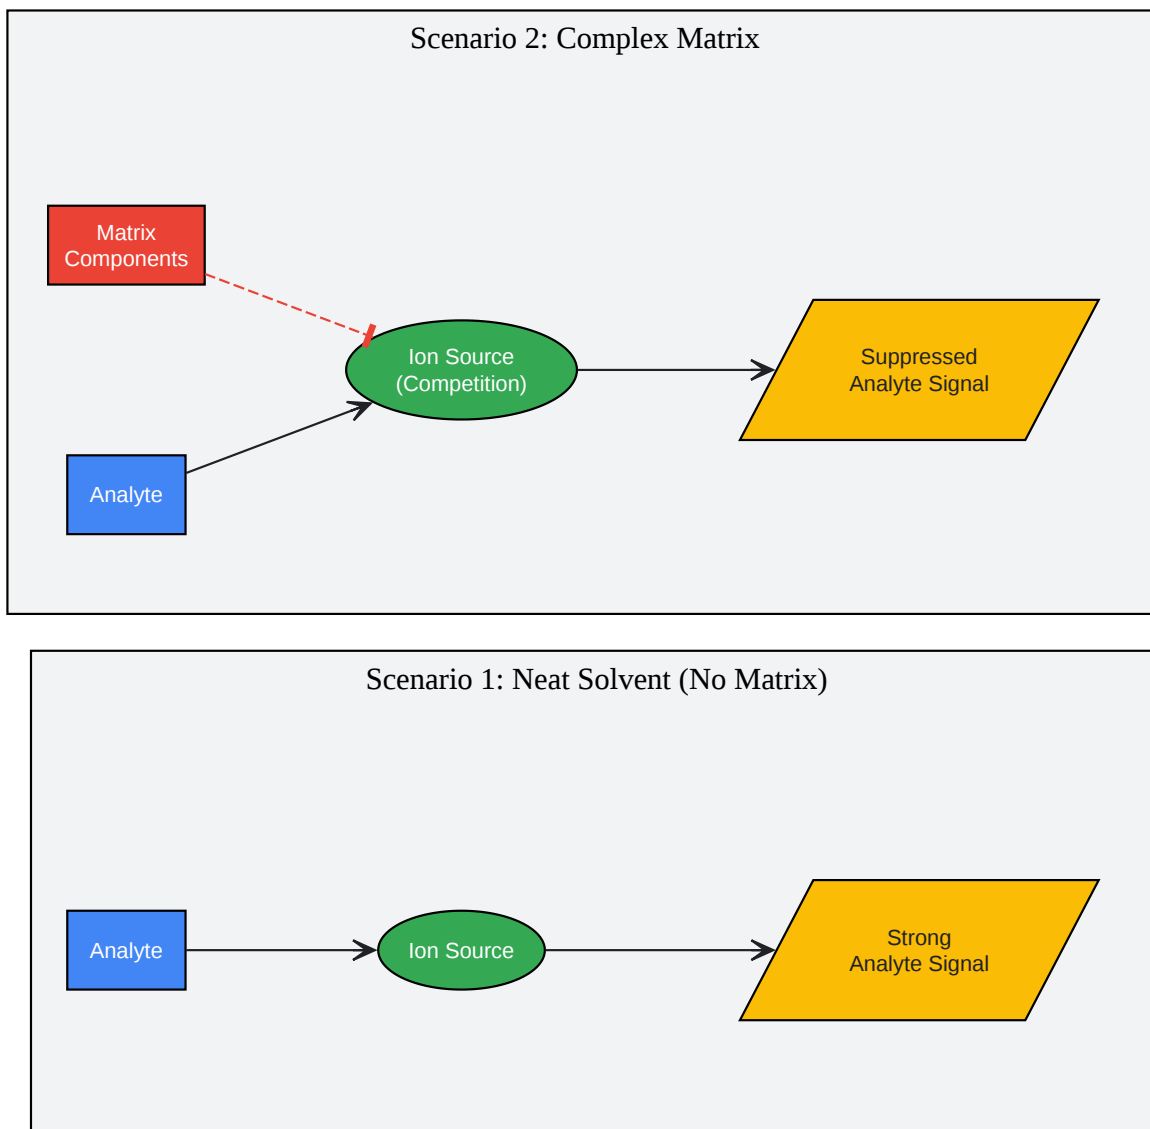 Scenario 2: Complex Matrix
Matrix
Components
Ion Source
(Competition)
Suppressed
Analyte Signal
Analyte
Scenario 1: Neat Solvent (No Matrix)
Analyte
Ion Source
Strong
Analyte Signal